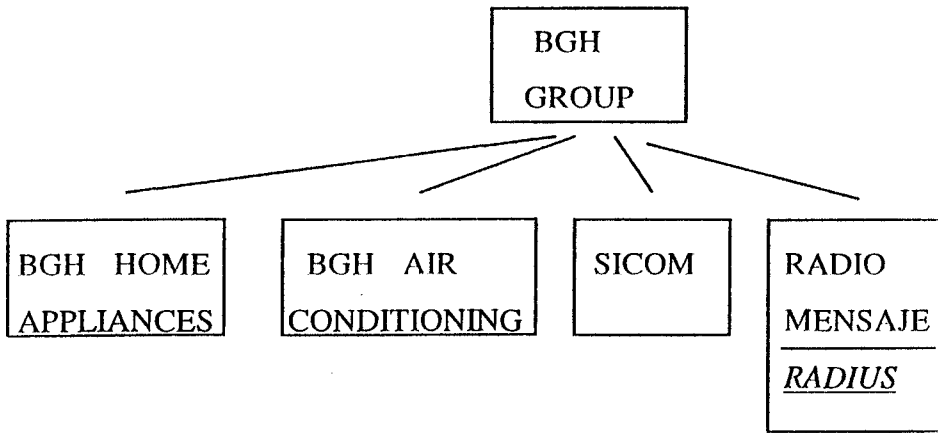 BGH
GROUP
BGH HOME
APPLIANCES
BGH AIR
CONDITIONING
SICOM
RADIO
MENSAJE
RADIUS